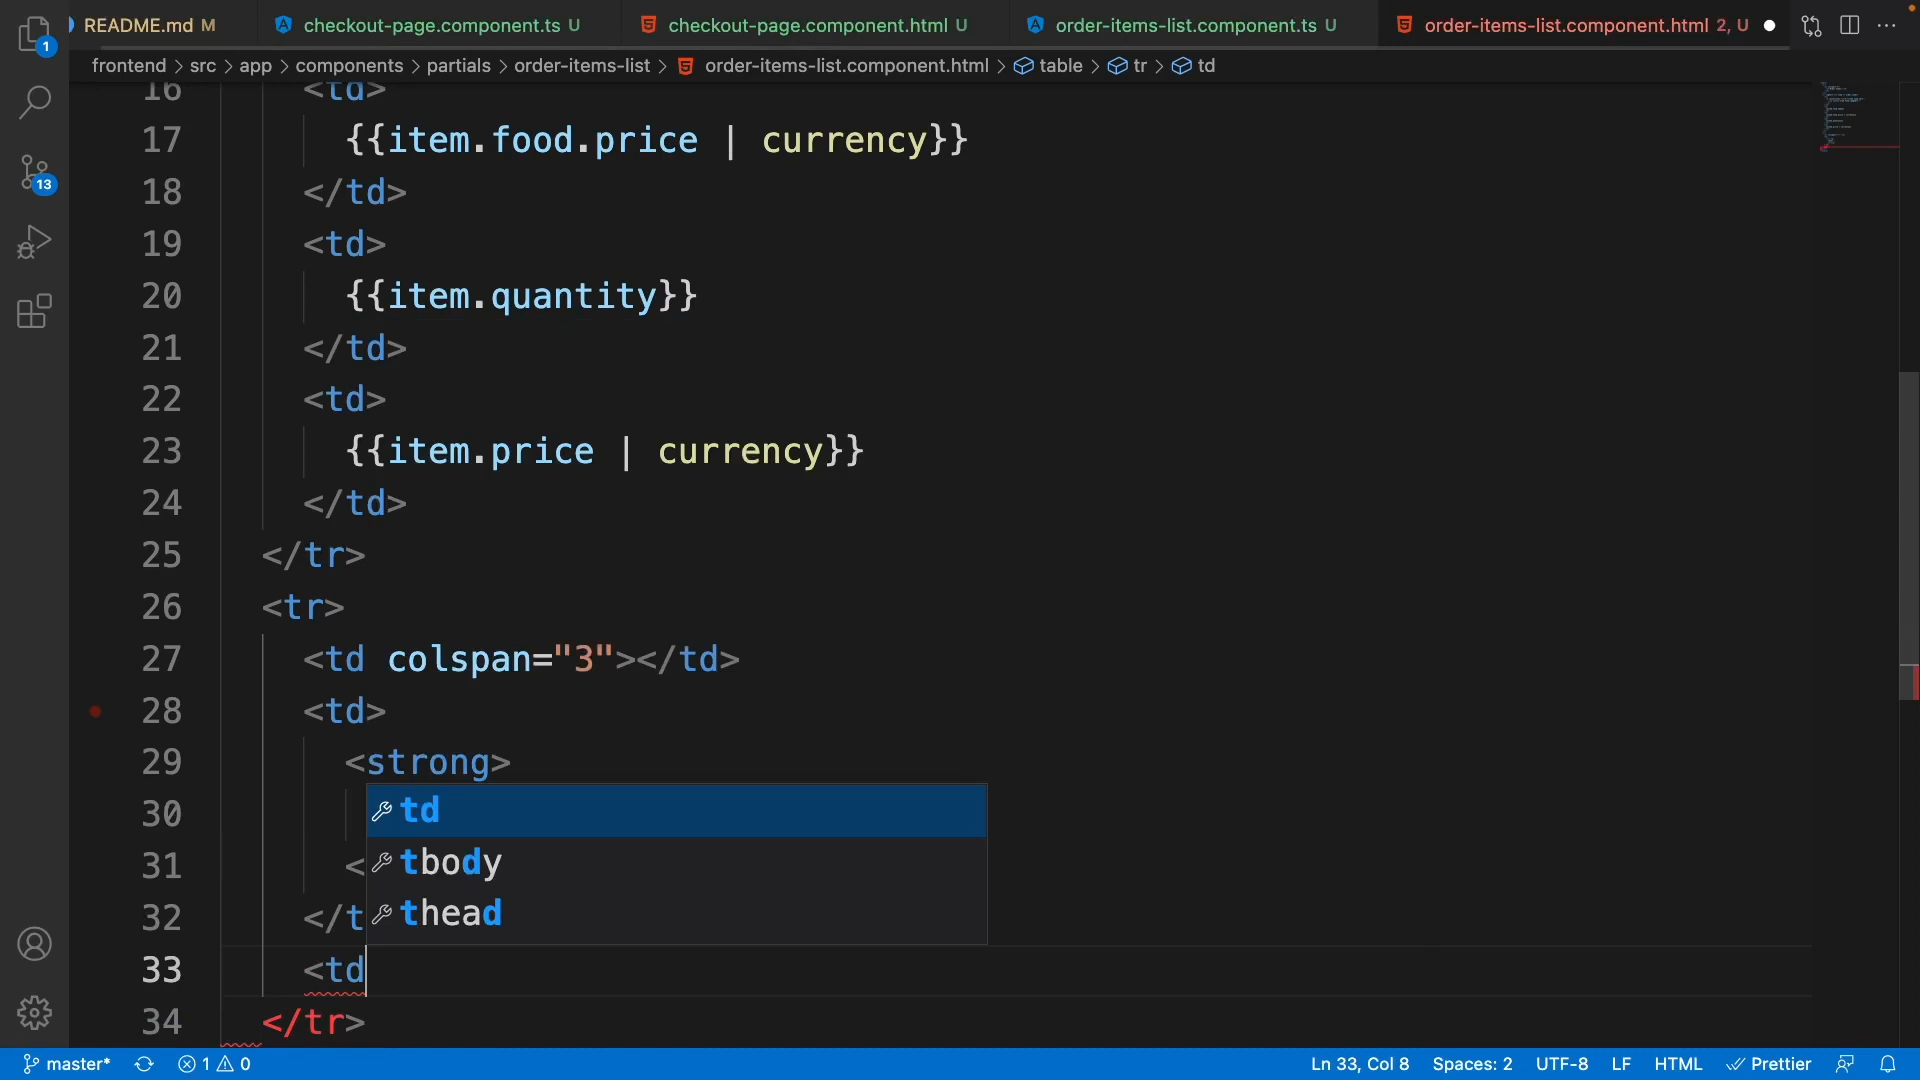 README.md M
checkout-page.component.ts U
checkout-page.component.html U
order-items-list.component.ts U
order-items-list.component.html 2, U
frontend > src > app > components > partials > order-items-list > order-items-list.component.html > table > tr > td
16 <td>
17 {{item.food.price | currency}}
18 </td>
19 <td>
20 {{item.quantity}}
21 </td>
22 <td>
23 {{item.price | currency}}
24 </td>
25 </tr>
26 <tr>
27 <td colspan="3"></td>
28 <td>
29 <strong>
30
td
31 <
tbody
32 </t
thead
33 <td
34 </tr>
1
13
master* 1 0
Ln 33, Col 8 Spaces: 2 UTF-8 LF HTML Prettier